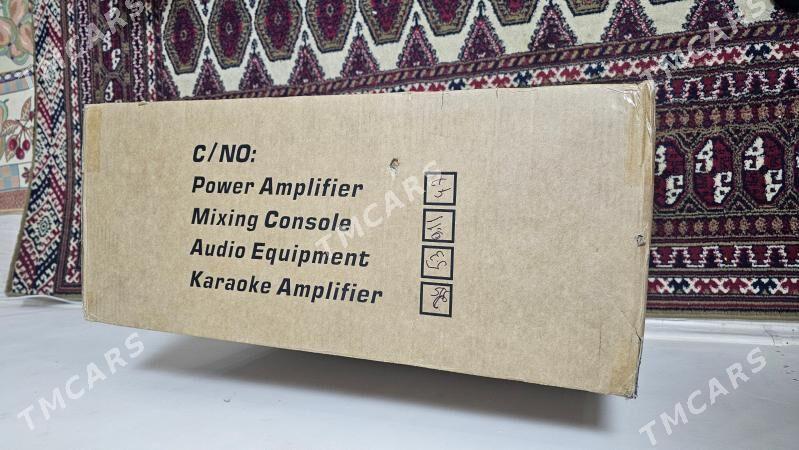 C/NO:
Power Amplifier
Mixing Console
Audio Equipment
Karaoke Amplifier
TMCARS
TMCARS
TMCARS
TMCARS
TMCARS